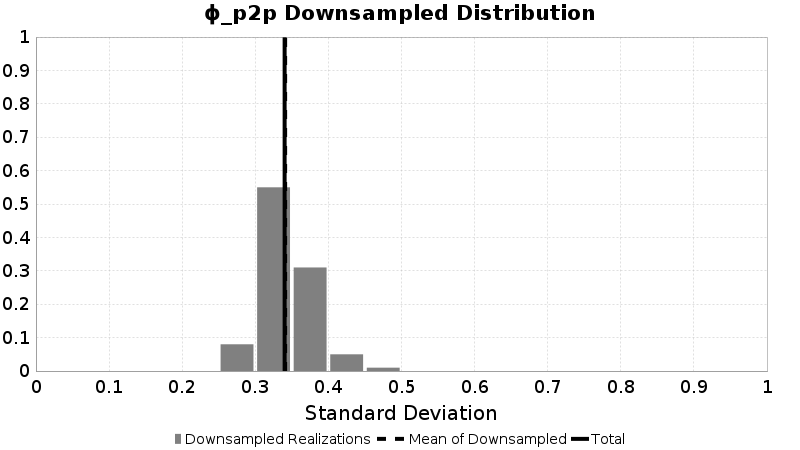 ϕ_p2p Downsampled Distribution
1
0.9
0.8
0.7
0.6
0.5
0.4
0.3
0.2
0.1
0
0 0.1 0.2 0.3 0.4 0.5 0.6 0.7 0.8 0.9 1
Standard Deviation
Downsampled Realizations Mean of Downsampled Total